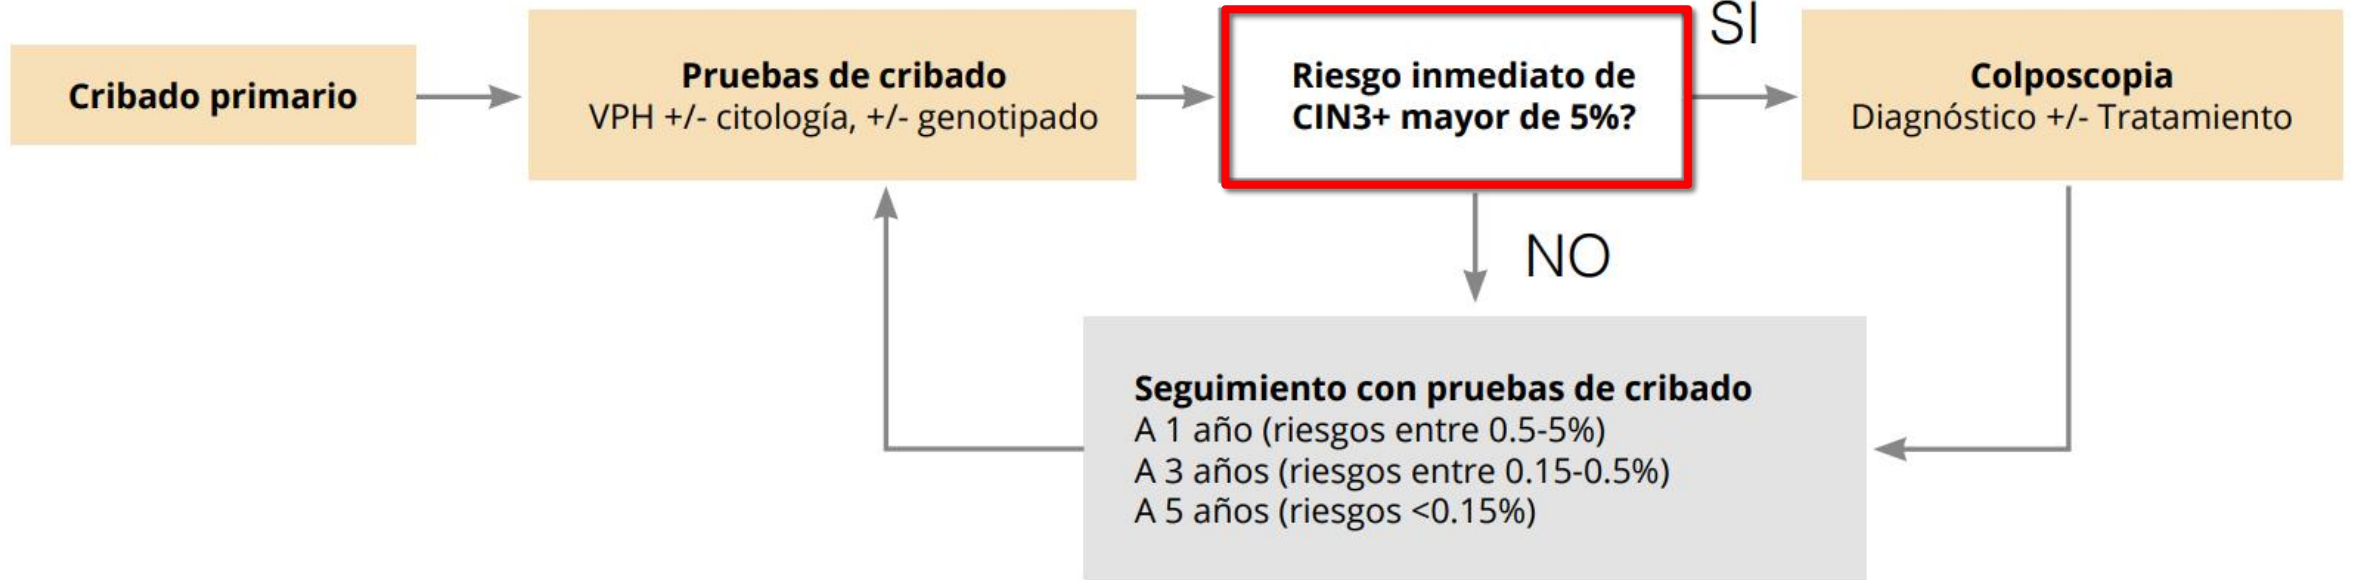 Cribado primario
Pruebas de cribado
VPH +/- citología, +/- genotipado
Riesgo inmediato de
CIN3+ mayor de 5%?
SI
Colposcopia
Diagnóstico +/- Tratamiento
NO
Seguimiento con pruebas de cribado
A 1 año (riesgos entre 0.5-5%)
A 3 años (riesgos entre 0.15-0.5%)
A 5 años (riesgos <0.15%)